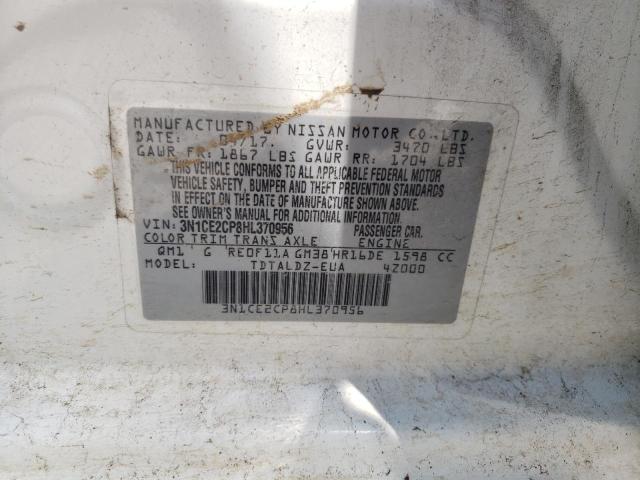 MANUFACTURED BY NISSAN MOTOR CO.,LTD.
DATE: 04/17. GVWR: 3470 LBS
GAWR FR: 1867 LBS GAWR RR: 1704 LBS
THIS VEHICLE CONFORMS TO ALL APPLICABLE FEDERAL MOTOR
VEHICLE SAFETY, BUMPER AND THEFT PREVENTION STANDARDS
IN EFFECT ON THE DATE OF MANUFACTURE SHOWN ABOVE.
SEE OWNER'S MANUAL FOR ADDITIONAL INFORMATION.
VIN: 3N1CE2CP8HL370956 PASSENGER CAR.
COLOR TRIM TRANS AXLE ENGINE
QM1 G RE0F11A GM38 HR16DE 1598 CC
MODEL: TDTALDZ-EUA 4Z000
3N1CE2CP8HL370956